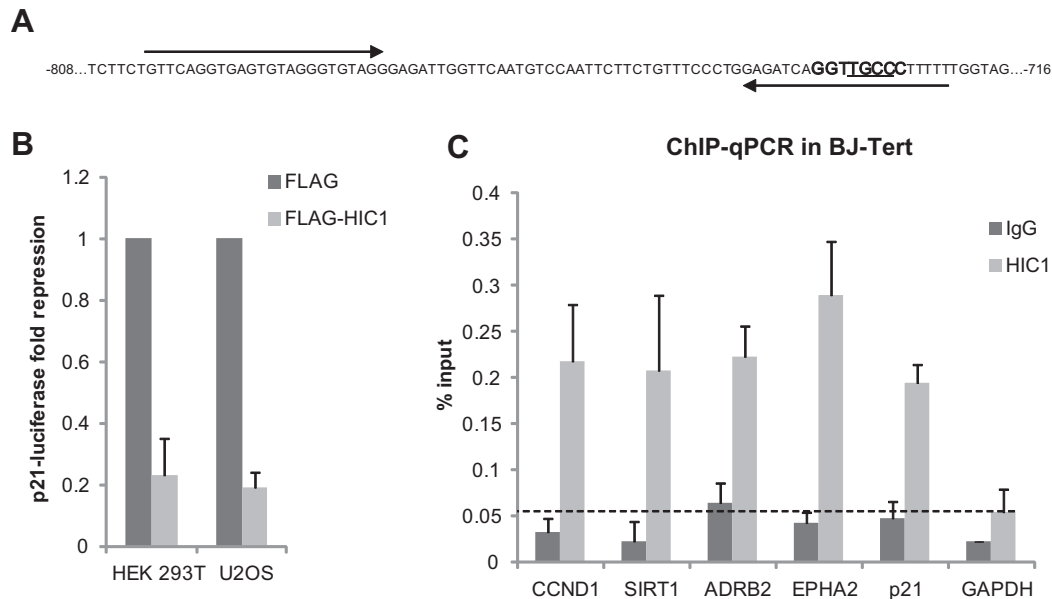 A
-808...TCTTCTGTTCAGGTGAGTGTAGGGTGTAGGGAGATTGGTTCAATGTCCAATTCTTCTGTTTCCCTGGAGATCAGGTTGCCCTTTTTTGGTAG...-716
B
C
ChIP-qPCR in BJ-Tert
p21-luciferase fold repression
1.2
1
0.8
0.6
0.4
0.2
0
FLAG
FLAG-HIC1
HEK 293T
U2OS
% input
0.4
0.35
0.3
0.25
0.2
0.15
0.1
0.05
0
IgG
HIC1
CCND1
SIRT1
ADRB2
EPHA2
p21
GAPDH